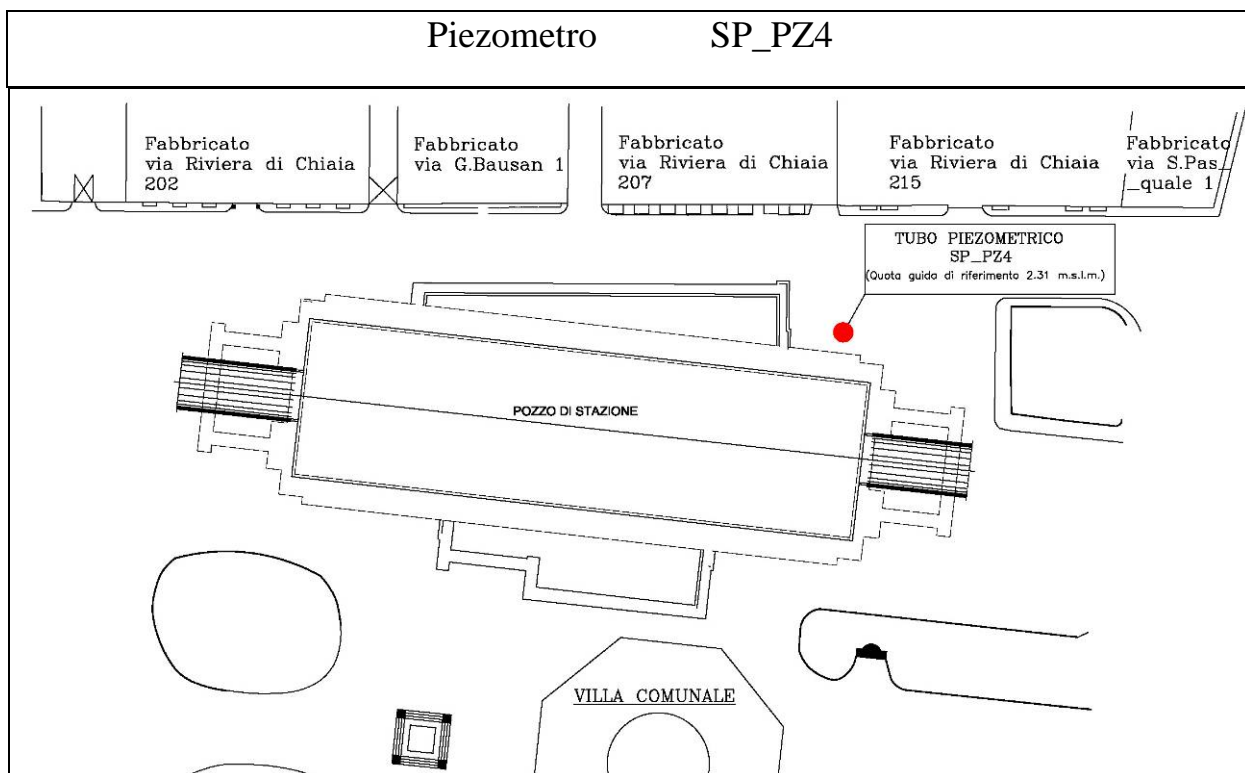 Piezometro SP_PZ4
Fabbricato
via Riviera di Chiaia
202
Fabbricato
via G.Bausan 1
Fabbricato
via Riviera di Chiaia
207
Fabbricato
via Riviera di Chiaia
215
Fabbricato
via S.Pas_
_quale 1
TUBO PIEZOMETRICO
SP_PZ4
(Quota guida di riferimento 2.31 m.s.l.m.)
POZZO DI STAZIONE
VILLA COMUNALE